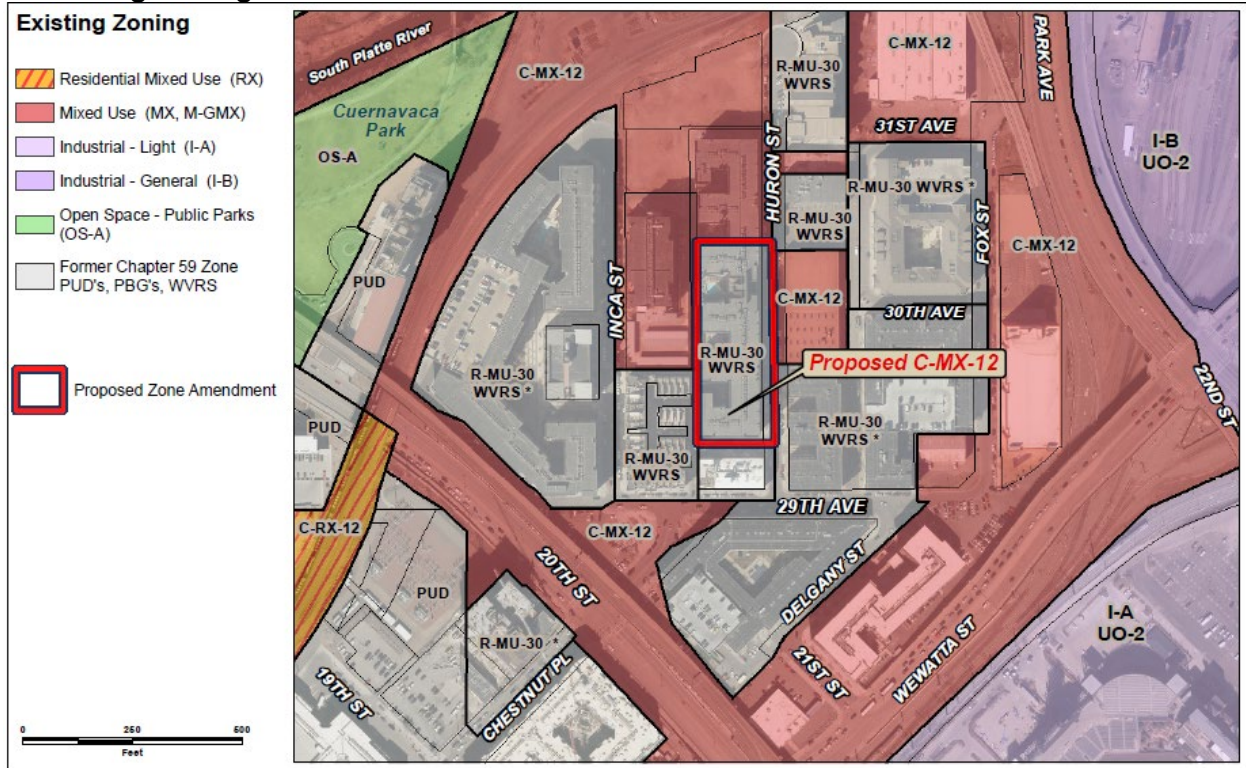 Existing Zoning
Residential Mixed Use (RX)
Mixed Use (MX, M-GMX)
Industrial - Light (I-A)
Industrial - General (I-B)
Open Space - Public Parks
(OS-A)
Former Chapter 59 Zone
PUD's, PBG's, WVRS
Proposed Zone Amendment
0 250 500
Feet
South Platte River
C-MX-12
Cuernavaca
Park
OS-A
PUD
R-MU-30
WVRS
C-MX-12
PARK AVE
31ST AVE
I-B
UO-2
HURON ST
R-MU-30 WVRS *
R-MU-30
WVRS
FOX ST
C-MX-12
INCA ST
C-MX-12
30TH AVE
R-MU-30
WVRS
Proposed C-MX-12
22ND ST
R-MU-30
WVRS *
R-MU-30
WVRS *
PUD
R-MU-30
WVRS
29TH AVE
C-RX-12
C-MX-12
20TH ST
PUD
DELGANY ST
I-A
UO-2
R-MU-30 *
21ST ST
WEWATTA ST
19TH ST
CHESTNUT PL